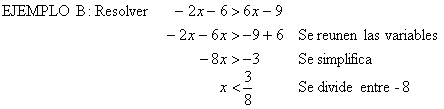 EJEMPLO B: Resolver −2x−6>6x−9
−2x−6x>−9+6 Se reunen las variables
−8x>−3 Se simplifica
x<3/8 Se divide entre -8